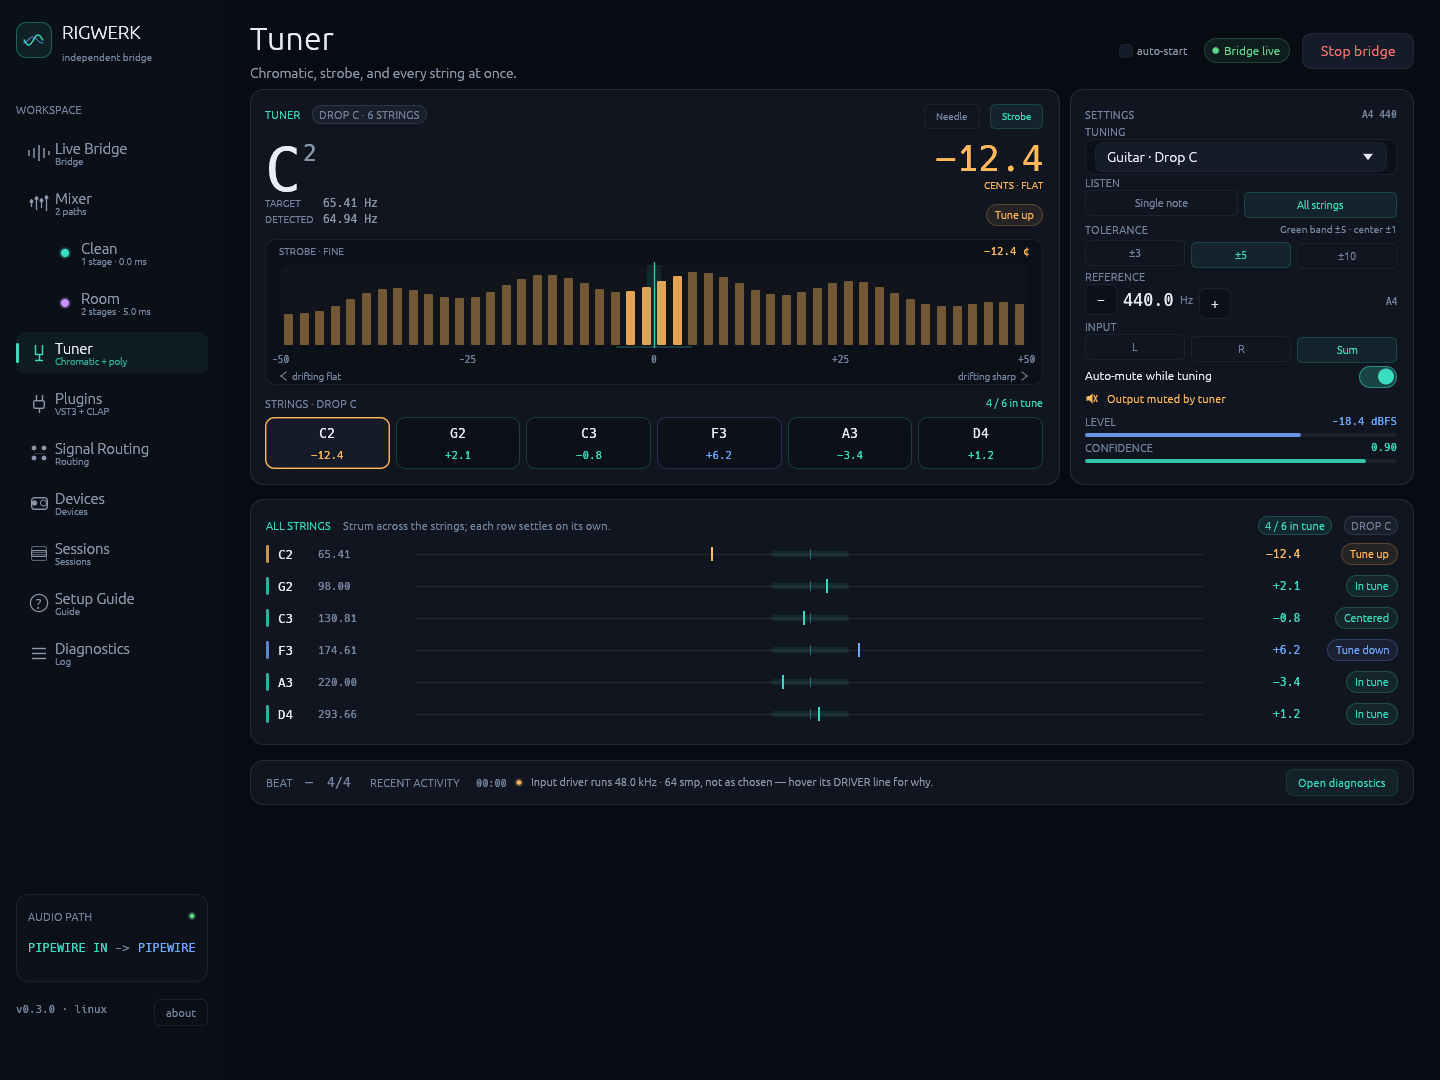 RIGWERK
independent bridge
WORKSPACE
Live Bridge
Bridge
Mixer
2 paths
Clean
1 stage · 0.0 ms
Room
2 stages · 5.0 ms
Tuner
Chromatic + poly
Plugins
VST3 + CLAP
Signal Routing
Routing
Devices
Devices
Sessions
Sessions
Setup Guide
Guide
Diagnostics
Log
AUDIO PATH
PIPEWIRE IN -> PIPEWIRE
v0.3.0 · linux
about
Tuner
Chromatic, strobe, and every string at once.
auto-start
Bridge live
Stop bridge
TUNER DROP C · 6 STRINGS
Needle Strobe
C2
−12.4
CENTS · FLAT
TARGET 65.41 Hz
DETECTED 64.94 Hz
Tune up
STROBE · FINE −12.4 ¢
−50 −25 0 +25 +50
drifting flat drifting sharp
STRINGS · DROP C 4 / 6 in tune
C2 G2 C3 F3 A3 D4
−12.4 +2.1 −0.8 +6.2 −3.4 +1.2
SETTINGS A4 440
TUNING
Guitar · Drop C
LISTEN
Single note All strings
TOLERANCE Green band ±5 · center ±1
±3 ±5 ±10
REFERENCE
− 440.0 Hz + A4
INPUT
L R Sum
Auto-mute while tuning
Output muted by tuner
LEVEL −18.4 dBFS
CONFIDENCE 0.90
ALL STRINGS Strum across the strings; each row settles on its own. 4 / 6 in tune DROP C
C2 65.41 −12.4 Tune up
G2 98.00 +2.1 In tune
C3 130.81 −0.8 Centered
F3 174.61 +6.2 Tune down
A3 220.00 −3.4 In tune
D4 293.66 +1.2 In tune
BEAT — 4/4 RECENT ACTIVITY 00:00 Input driver runs 48.0 kHz · 64 smp, not as chosen — hover its DRIVER line for why. Open diagnostics